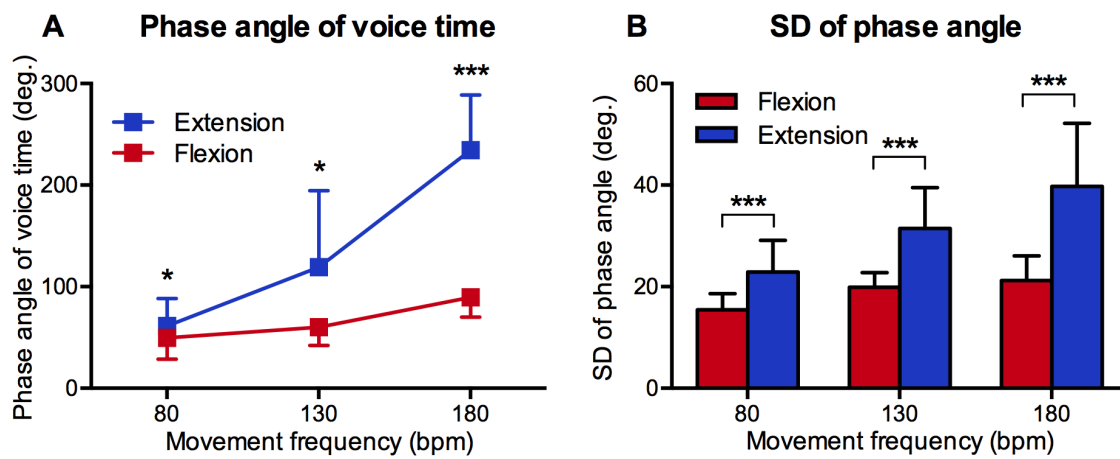 A Phase angle of voice time
Phase angle of voice time (deg.)
300
200
100
0
Extension
Flexion
*
*
***
80 130 180
Movement frequency (bpm)
B SD of phase angle
SD of phase angle (deg.)
60
40
20
0
Flexion
Extension
***
***
***
80 130 180
Movement frequency (bpm)